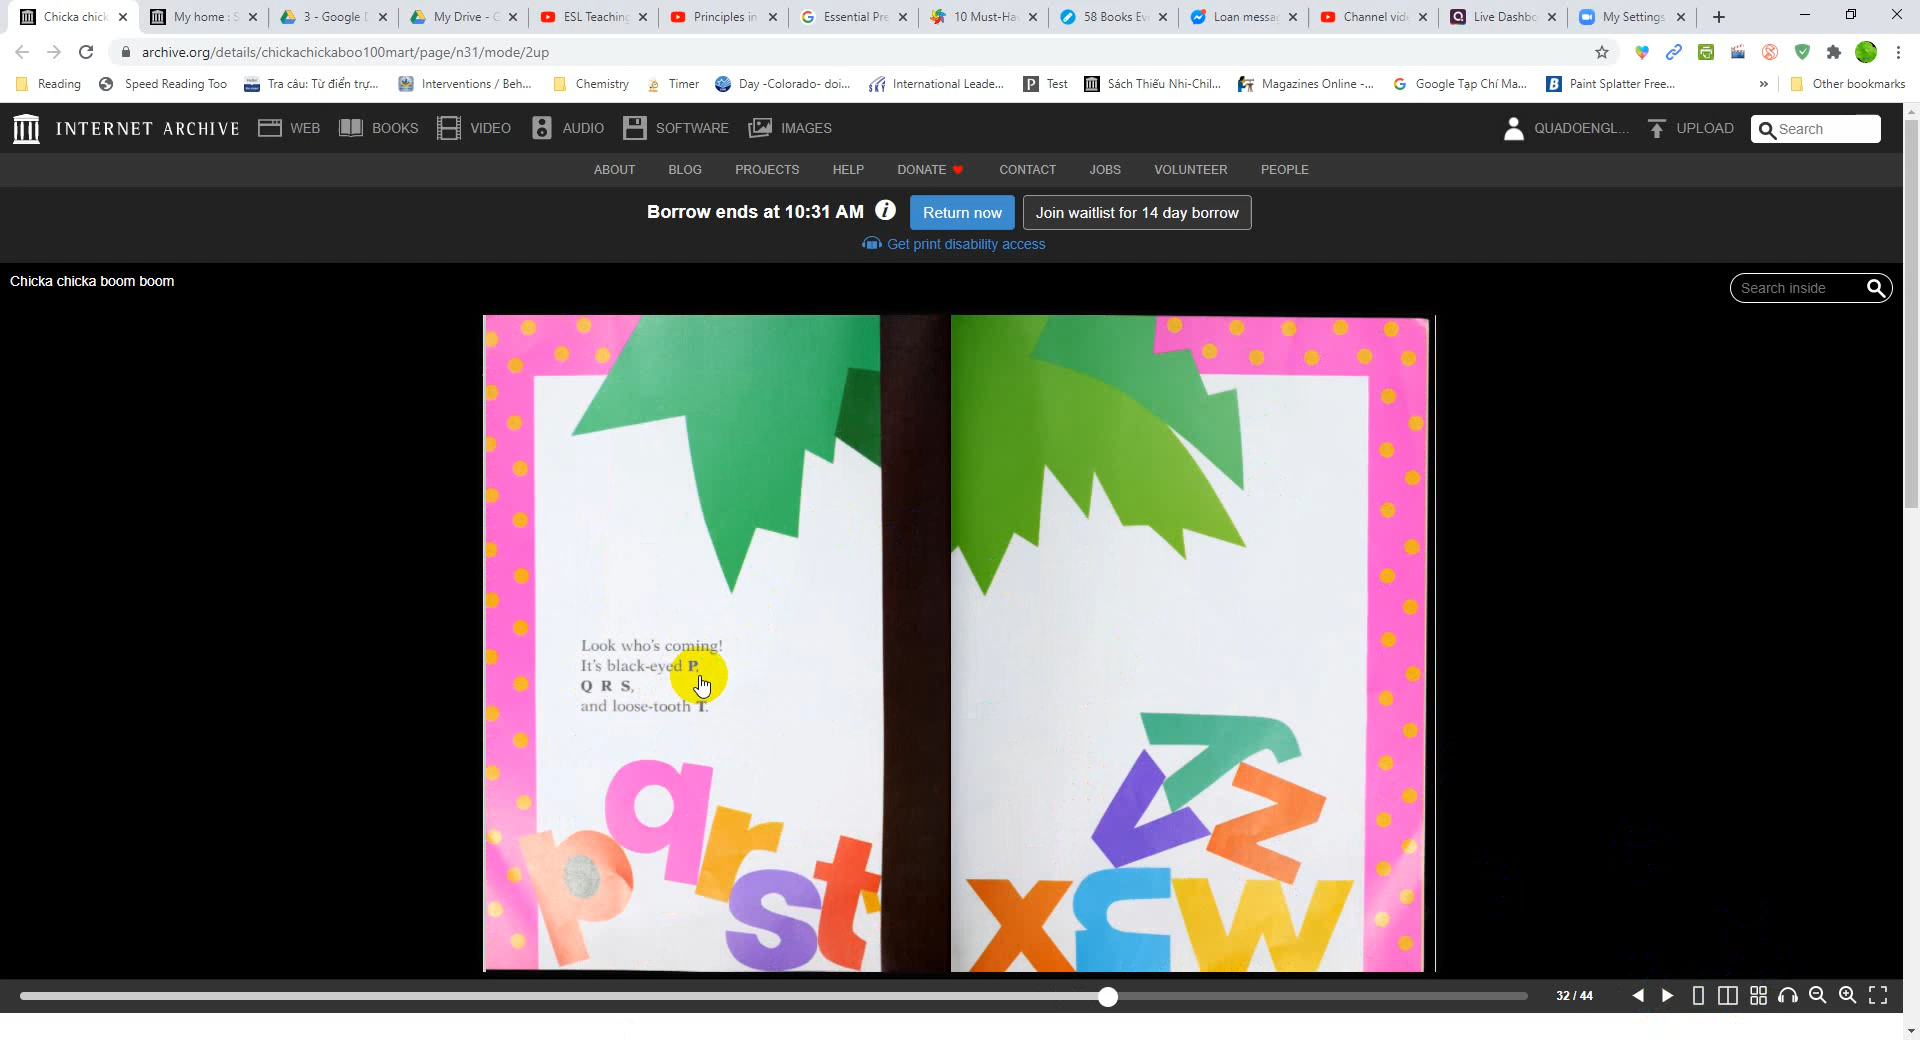 Chicka chick
My home : S
3 - Google D
My Drive - G
ESL Teaching
Principles in
Essential Pre
10 Must-Ha
58 Books Ev
Loan messa
Channel vid
Live Dashbo
My Settings
archive.org/details/chickachickaboo100mart/page/n31/mode/2up
Reading
Speed Reading Too
Tra câu: Từ điển trự...
Interventions / Beh...
Chemistry
Timer
Day -Colorado- doi...
International Leade...
Test
Sách Thiếu Nhi-Chil...
Magazines Online -...
Google Tạp Chí Ma...
Paint Splatter Free...
»
Other bookmarks
INTERNET ARCHIVE
WEB
BOOKS
VIDEO
AUDIO
SOFTWARE
IMAGES
QUADOENGL...
UPLOAD
Search
ABOUT
BLOG
PROJECTS
HELP
DONATE
CONTACT
JOBS
VOLUNTEER
PEOPLE
Borrow ends at 10:31 AM
Return now
Join waitlist for 14 day borrow
Get print disability access
Chicka chicka boom boom
Search inside
Look who's coming!
It's black-eyed P,
Q R S,
and loose-tooth T.
p q r s t
x u w v y z
32 / 44